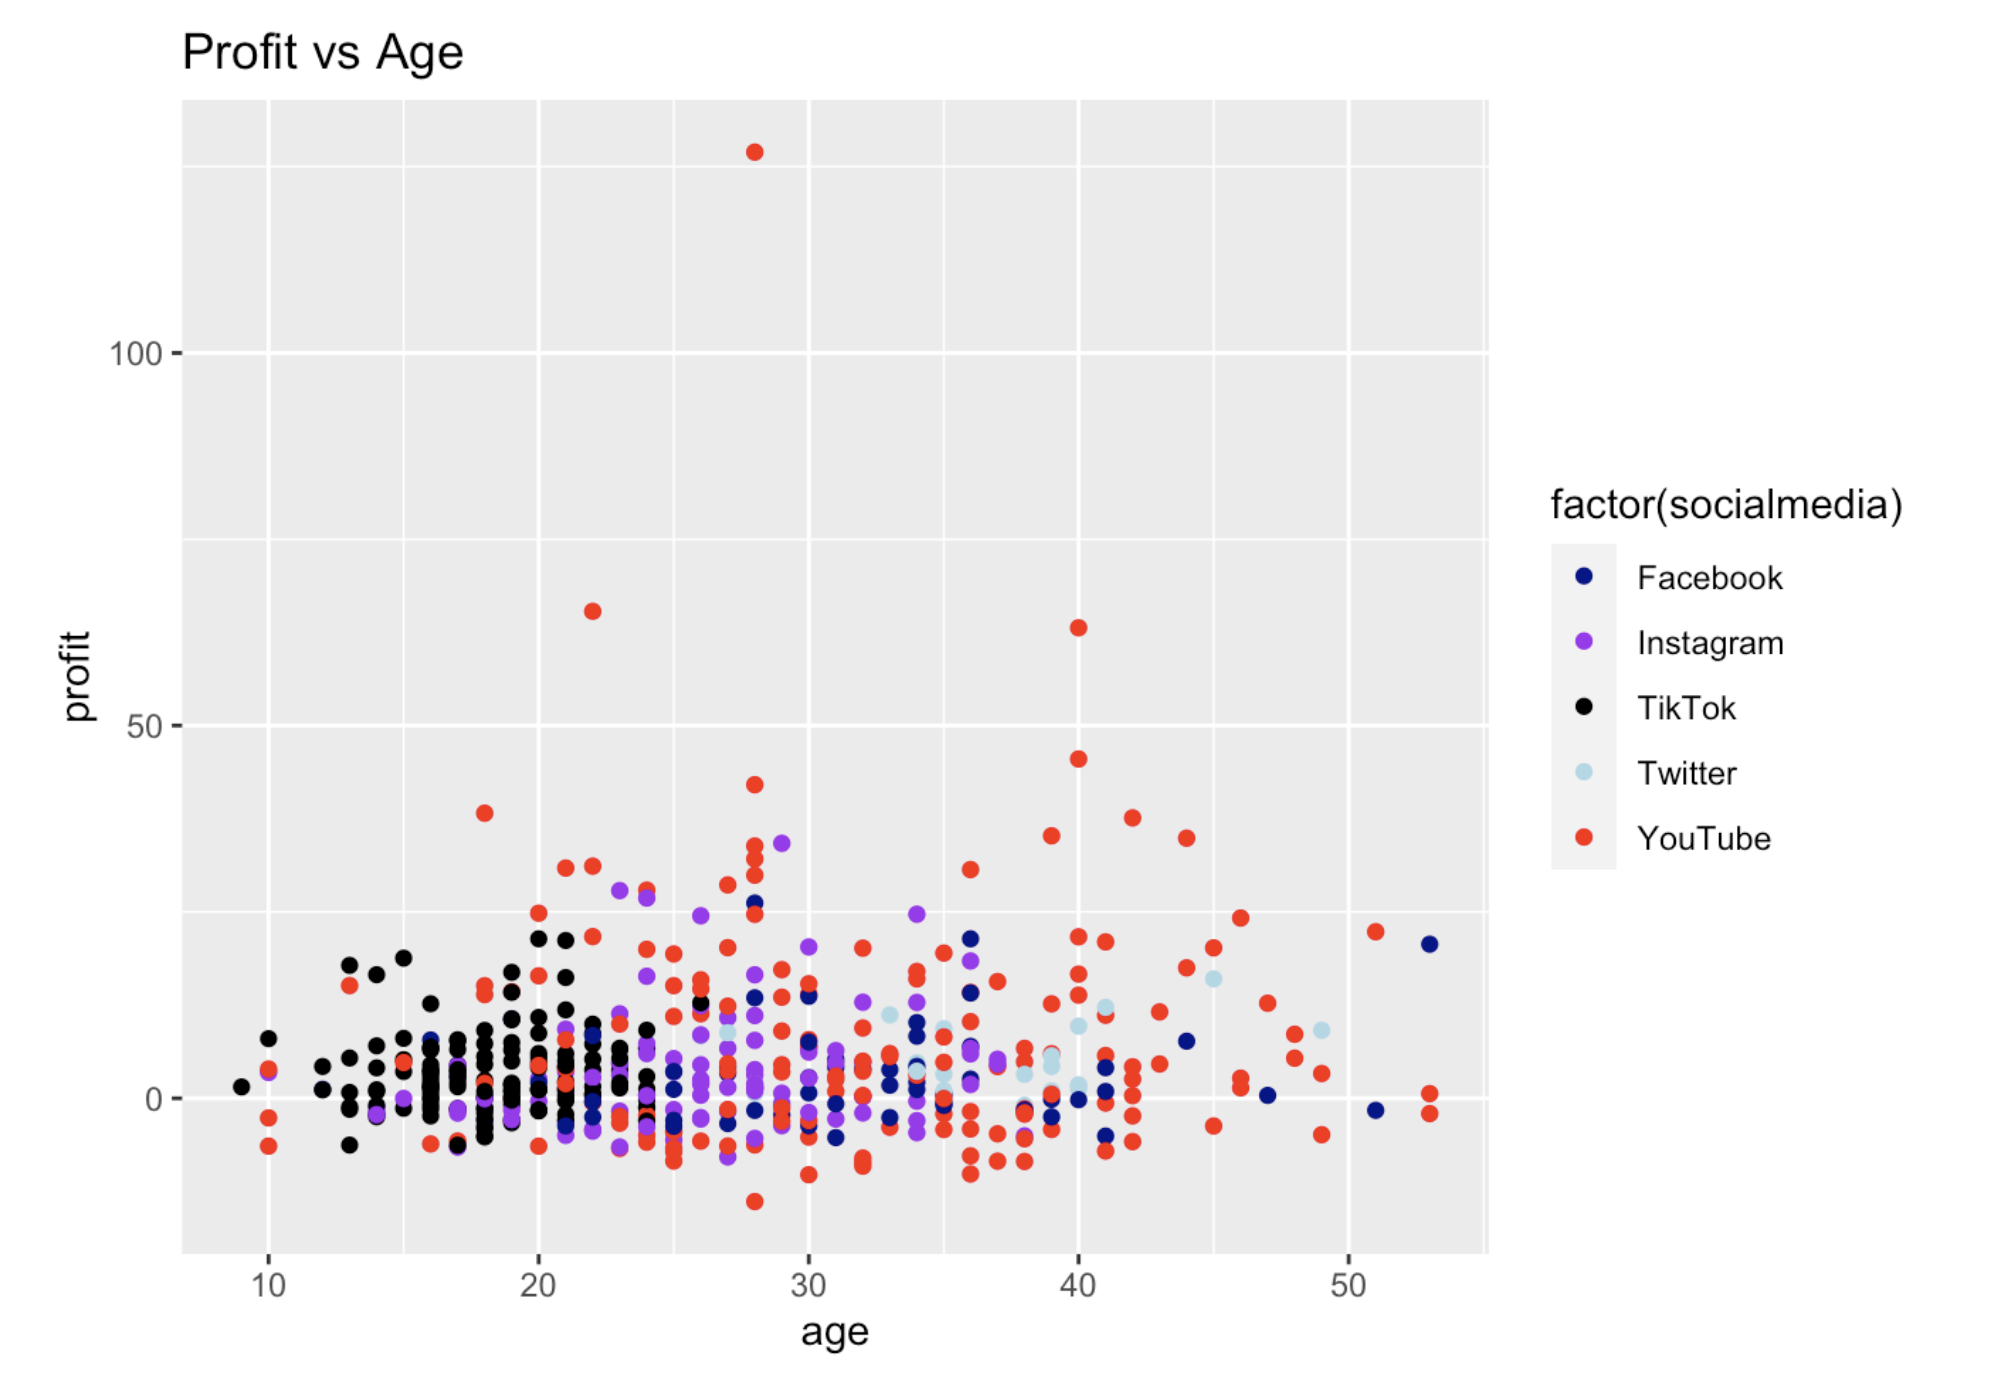 Profit vs Age
100
50
0
profit
10 20 30 40 50
age
factor(socialmedia)
Facebook
Instagram
TikTok
Twitter
YouTube